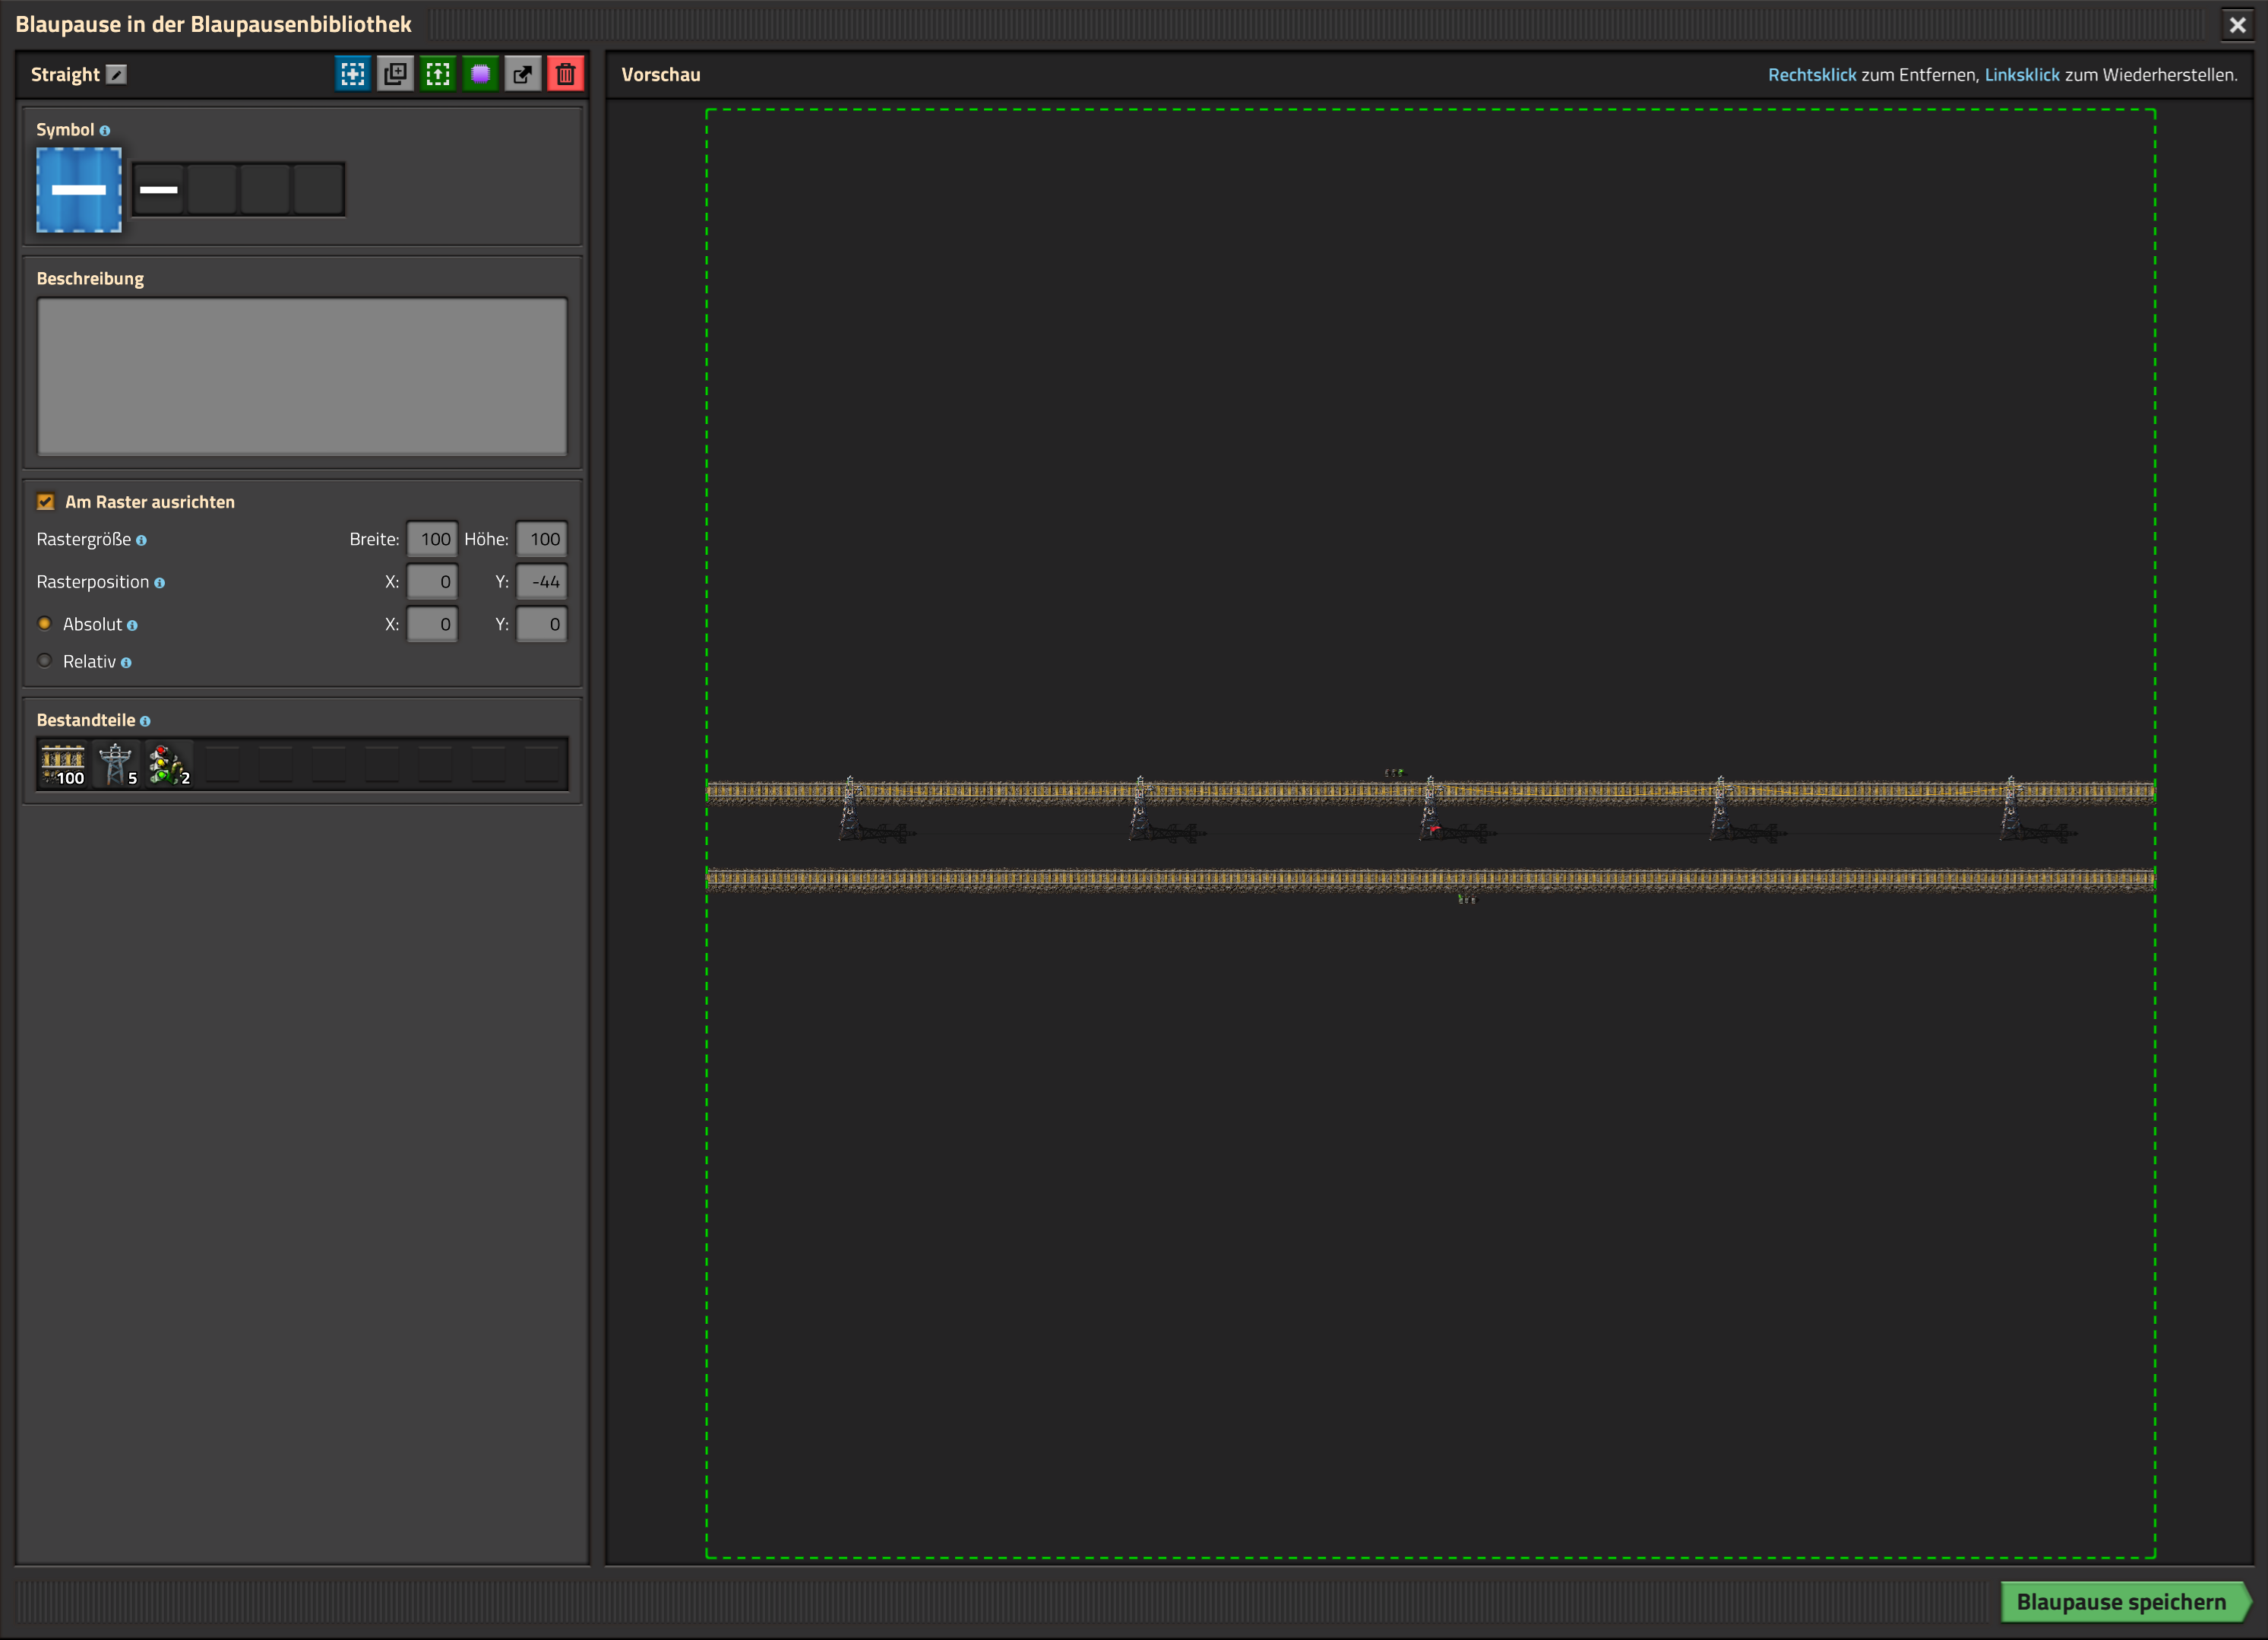 Blaupause in der Blaupausenbibliothek
Straight
Vorschau
Rechtsklick zum Entfernen, Linksklick zum Wiederherstellen.
Symbol
Beschreibung
Am Raster ausrichten
Rastergröße Breite: 100 Höhe: 100
Rasterposition X: 0 Y: -44
Absolut X: 0 Y: 0
Relativ
Bestandteile
100 5 2
Blaupause speichern